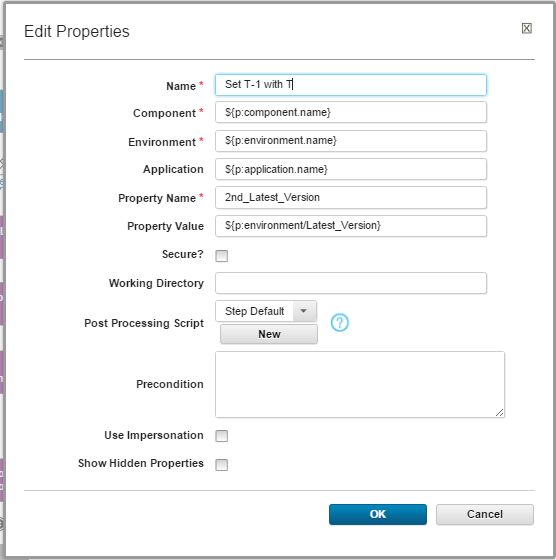 Edit Properties
Name * Set T-1 with T
Component * ${p:component.name}
Environment * ${p:environment.name}
Application ${p:application.name}
Property Name * 2nd_Latest_Version
Property Value ${p:environment/Latest_Version}
Secure?
Working Directory
Post Processing Script Step Default
New
?
Precondition
Use Impersonation
Show Hidden Properties
OK Cancel